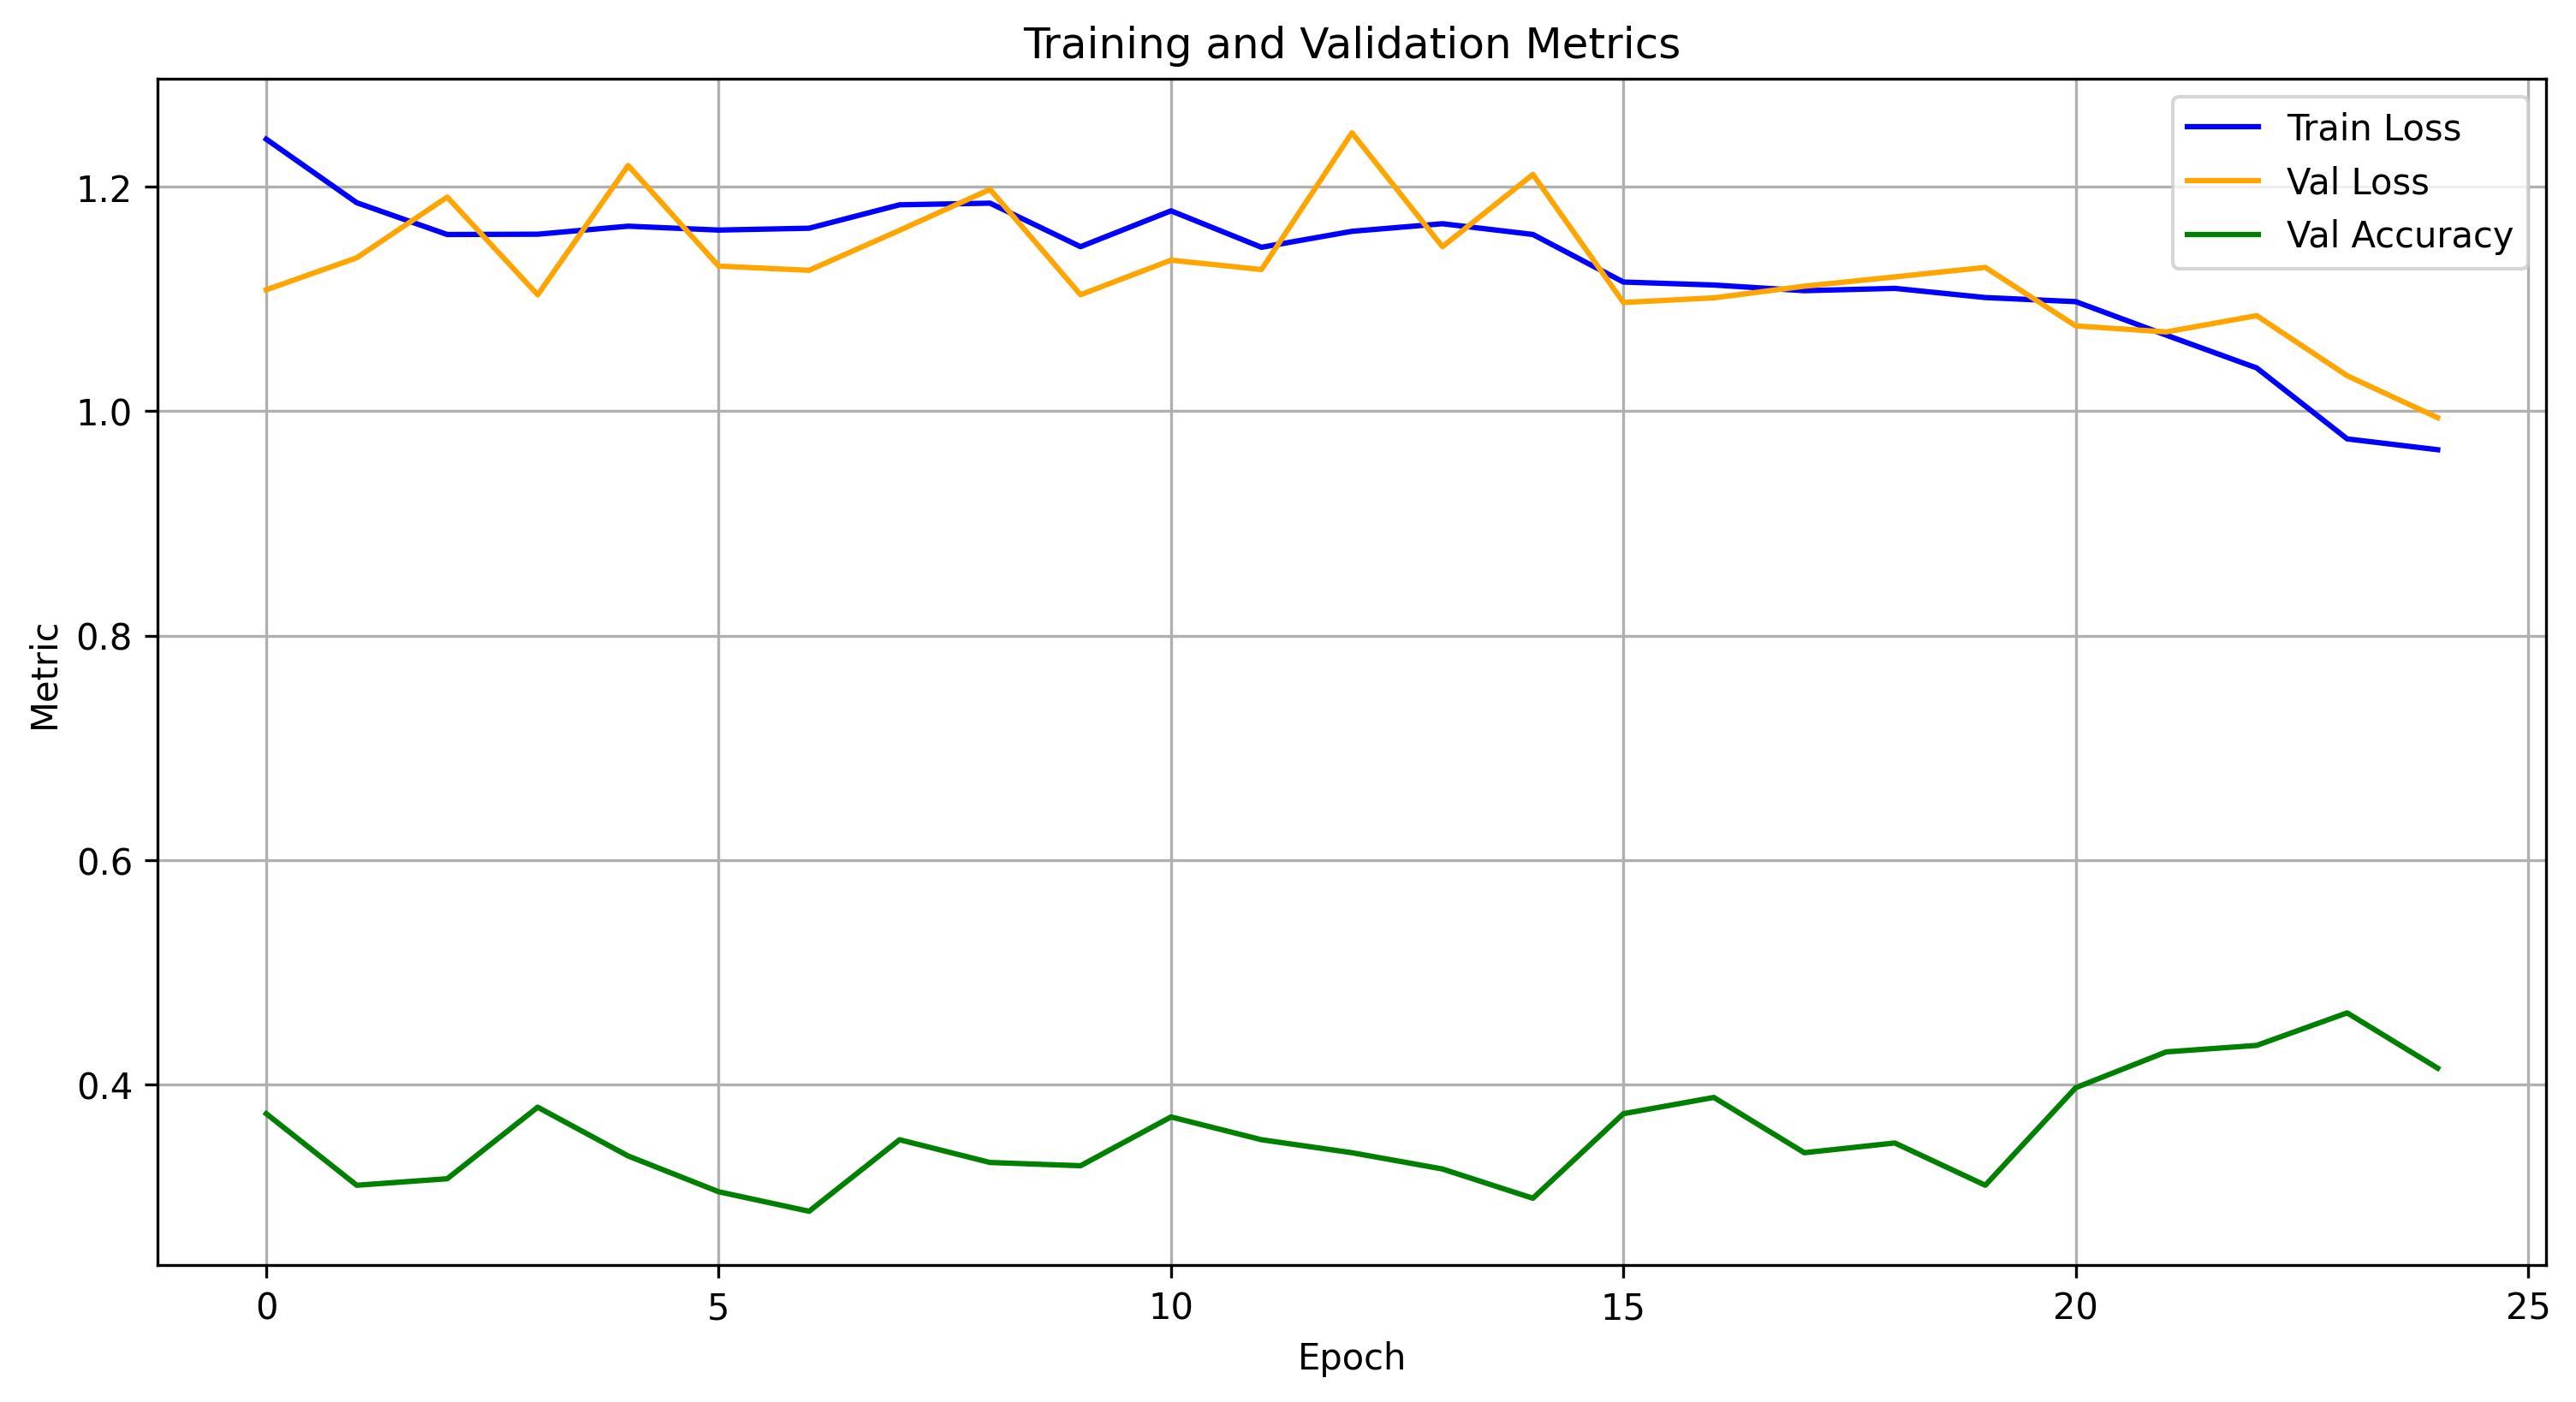 Training and Validation Metrics
Train Loss
Val Loss
Val Accuracy
1.2
1.0
0.8
0.6
0.4
Metric
0 5 10 15 20 25
Epoch